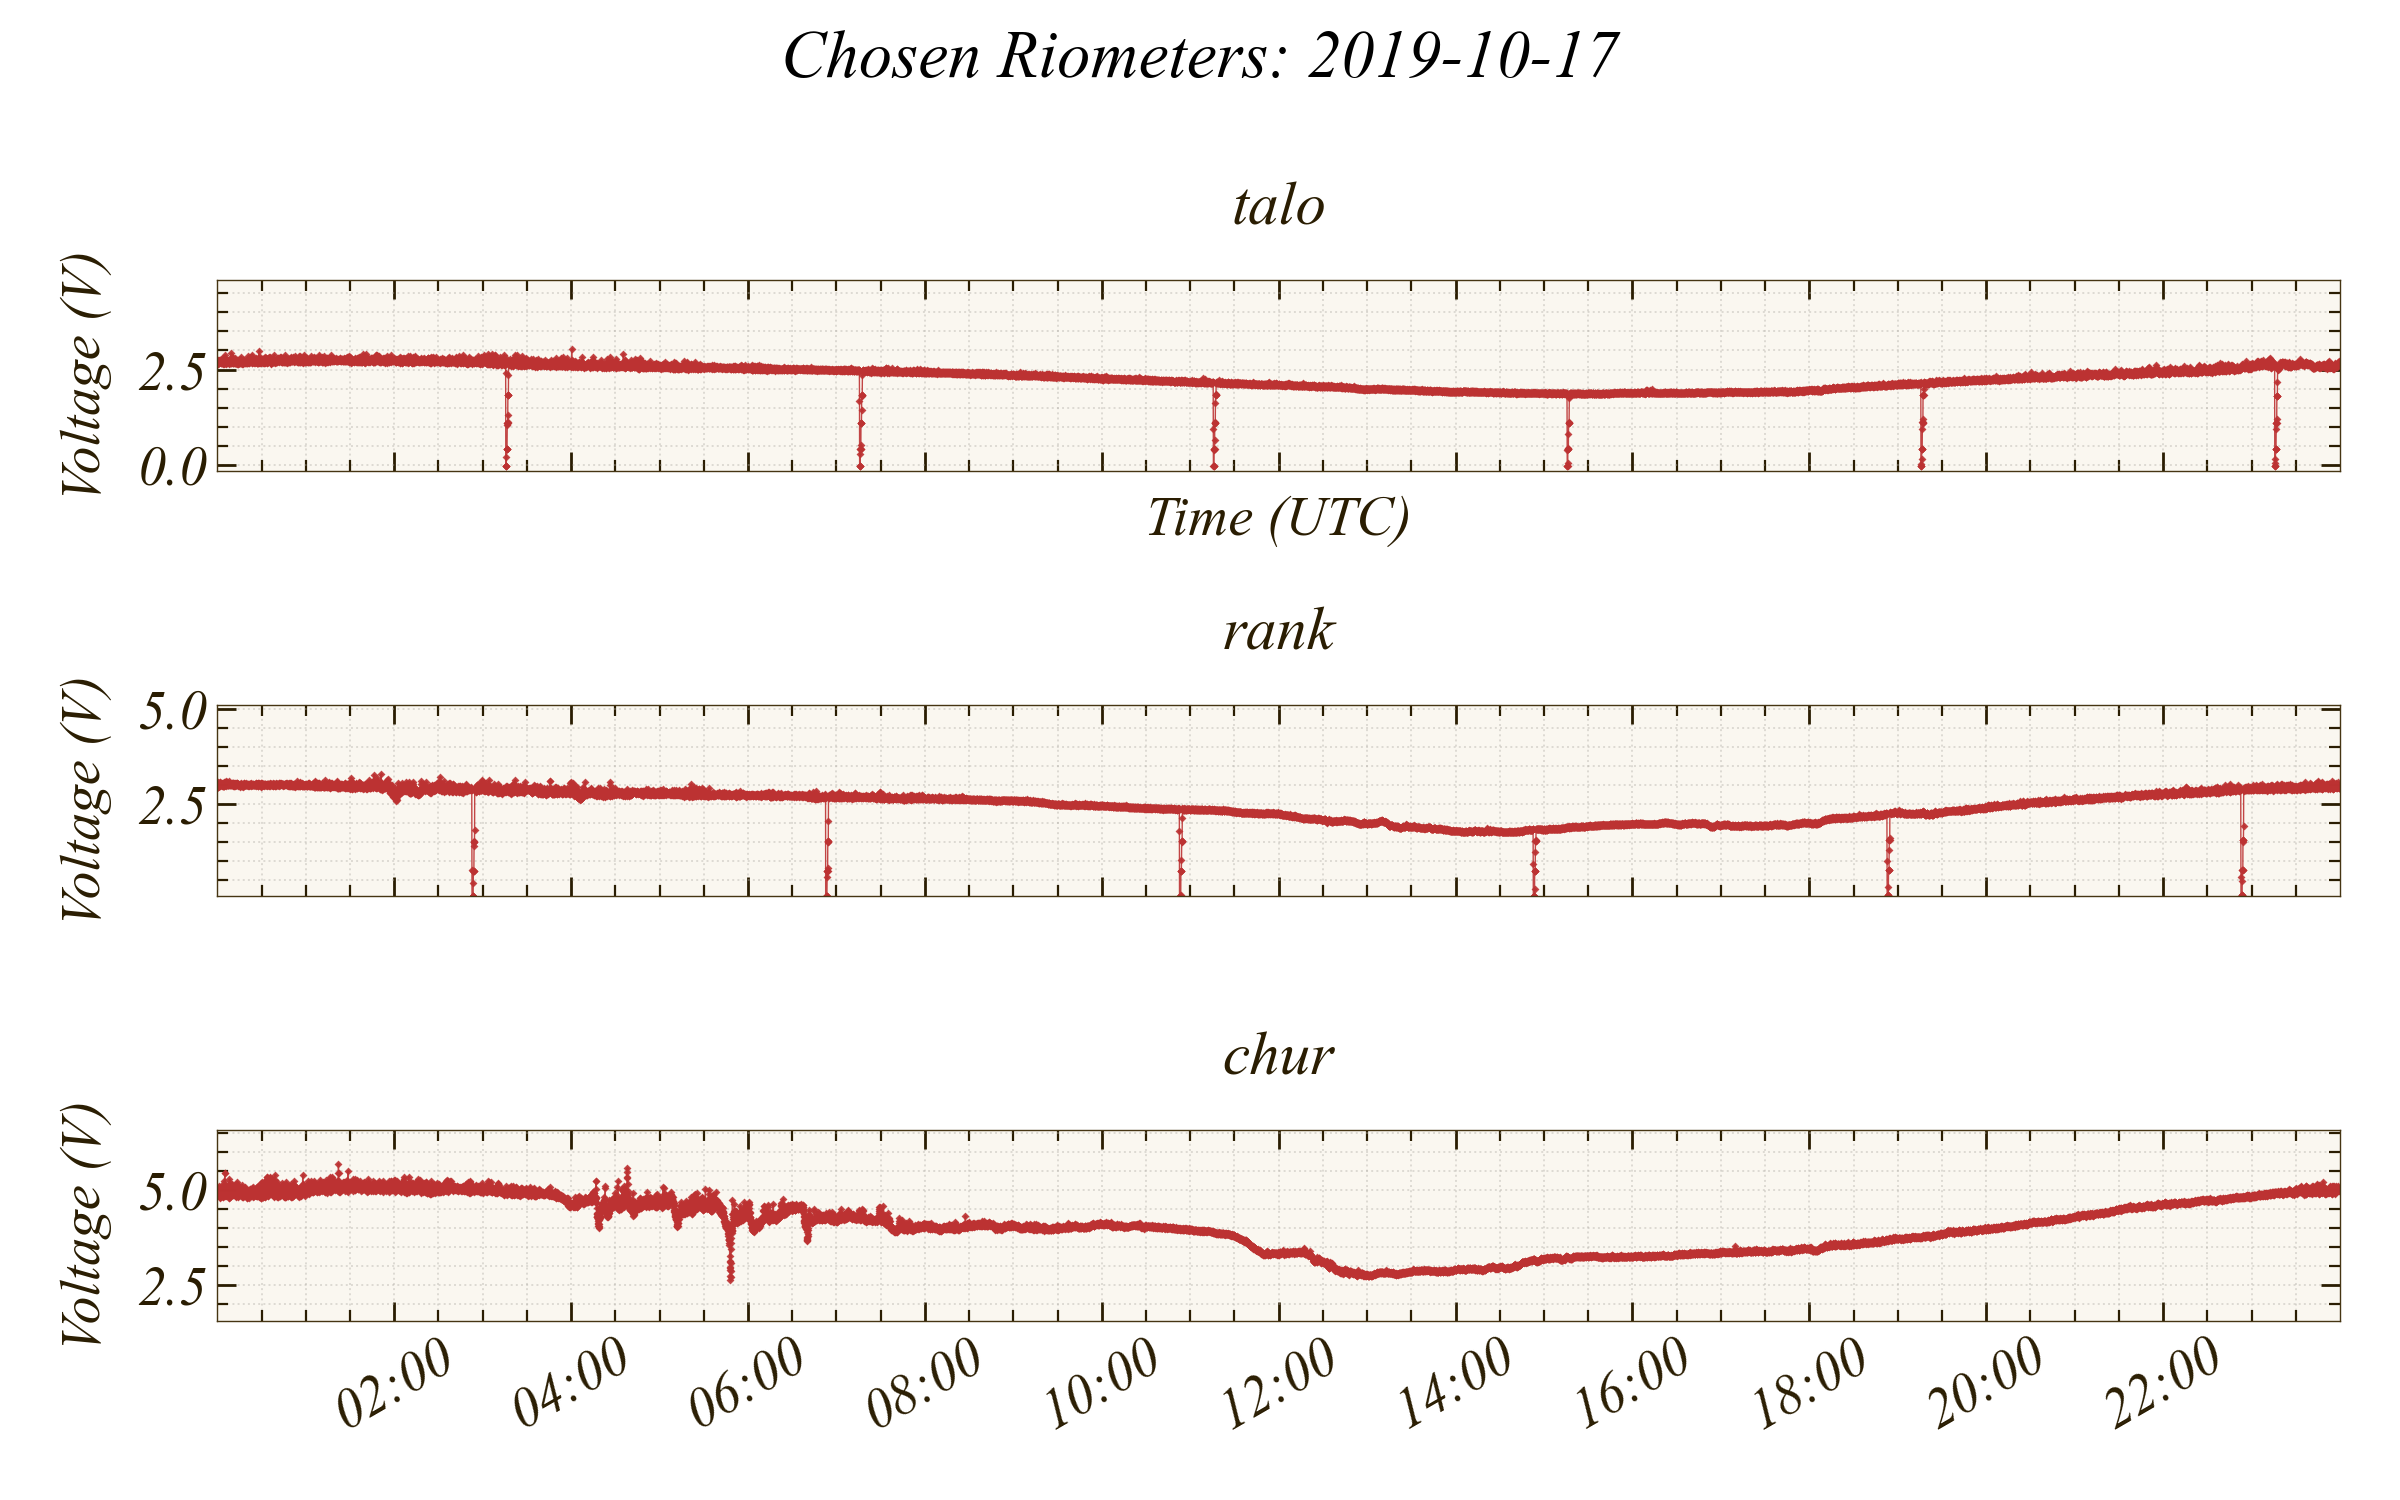 Chosen Riometers: 2019-10-17
talo
Voltage (V)
2.5
0.0
Time (UTC)
rank
Voltage (V)
5.0
2.5
chur
Voltage (V)
5.0
2.5
02:00 04:00 06:00 08:00 10:00 12:00 14:00 16:00 18:00 20:00 22:00